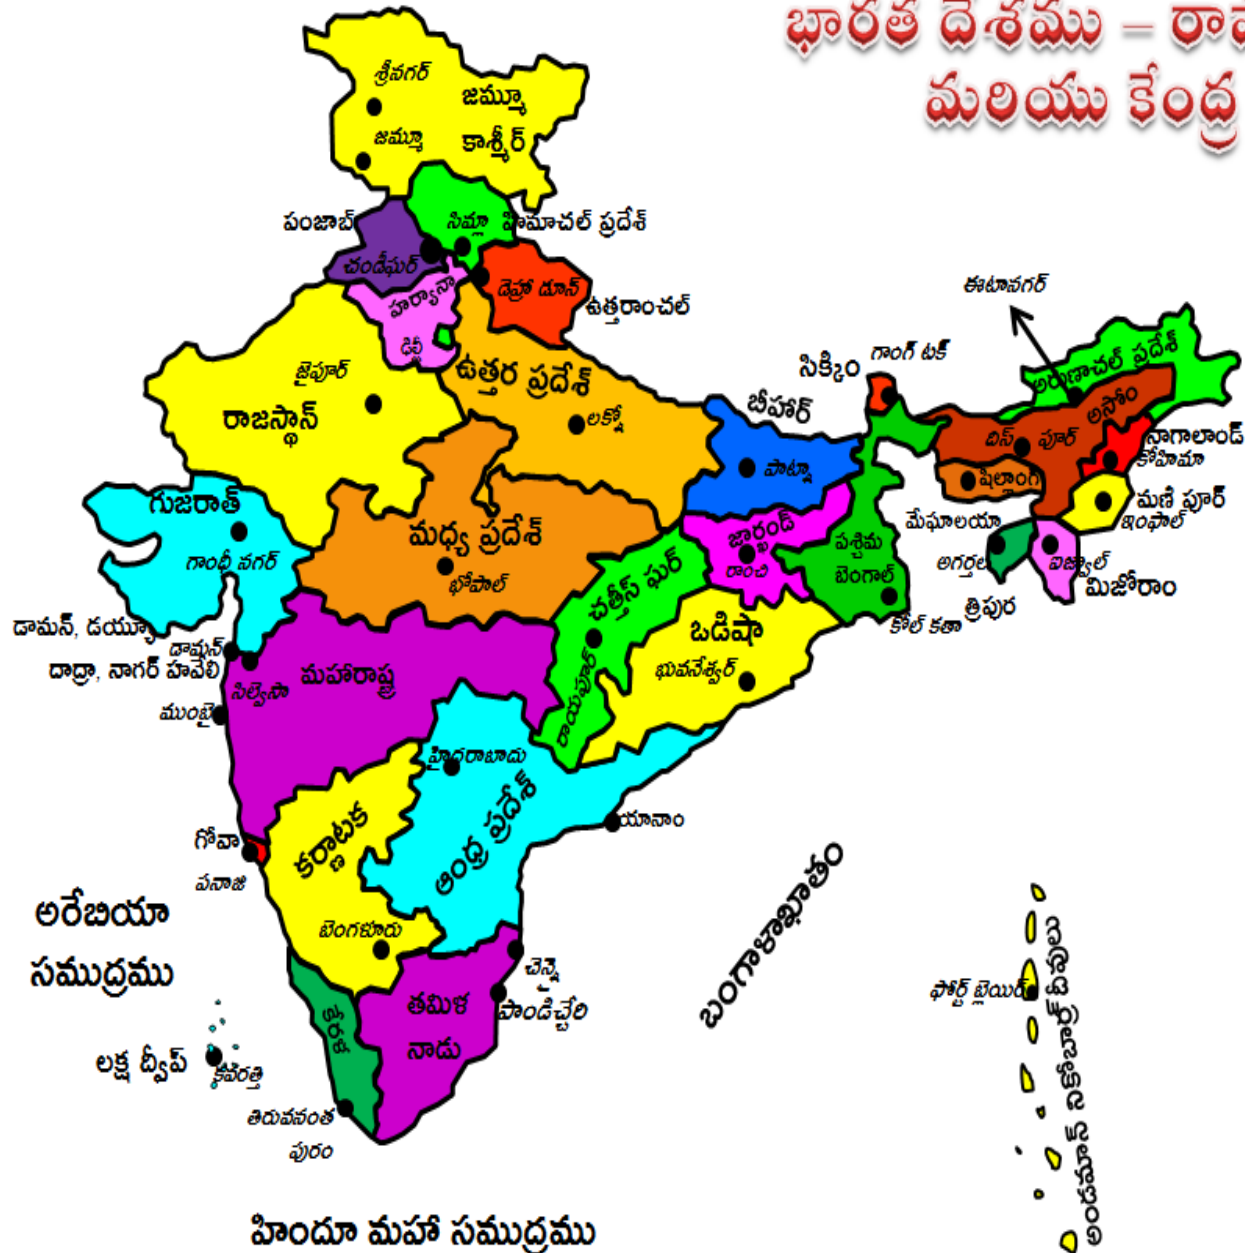 భారత దేశము – రా
మరియు కేంద్ర
శ్రీనగర్
జమ్మూ
కాశ్మీర్
జమ్మూ
పంజాబ్
సిమ్లా
హిమాచల్ ప్రదేశ్
చండీఘర్
హర్యానా
డెహ్రా డూన్
ఉత్తరాంచల్
ఢిల్లీ
ఈటానగర్
జైపూర్
రాజస్థాన్
ఉత్తర ప్రదేశ్
లక్నో
సిక్కిం
గాంగ్ టక్
అరుణాచల్ ప్రదేశ్
బీహార్
పాట్నా
అసోం
దిస్ పూర్
నాగాలాండ్
కోహిమా
షిల్లాంగ్
మేఘాలయా
మణి పూర్
ఇంఫాల్
గుజరాత్
గాంధీ నగర్
మధ్య ప్రదేశ్
భోపాల్
జార్ఖండ్
రాంచి
పశ్చిమ
బెంగాల్
కోల్ కతా
అగర్తల
త్రిపుర
ఐజ్వాల్
మిజోరాం
చత్తీస్ ఘర్
రాయపూర్
ఒడిషా
భువనేశ్వర్
డామన్, డయ్యూ
డామన్
దాద్రా, నాగర్ హవేలి
సిల్వెసా
ముంబై
మహారాష్ట్ర
హైదరాబాదు
ఆంధ్ర ప్రదేశ్
యానాం
గోవా
పనాజి
కర్ణాటక
బెంగళూరు
అరేబియా
సముద్రము
బంగాళాఖాతం
చెన్నై
పాండిచ్చేరి
తమిళ
నాడు
కేరళ
లక్ష ద్వీప్
కవరత్తి
తిరువనంత
పురం
పోర్ట్ బ్లెయిర్
అండమాన్ నికోబార్ దీవులు
హిందూ మహా సముద్రము